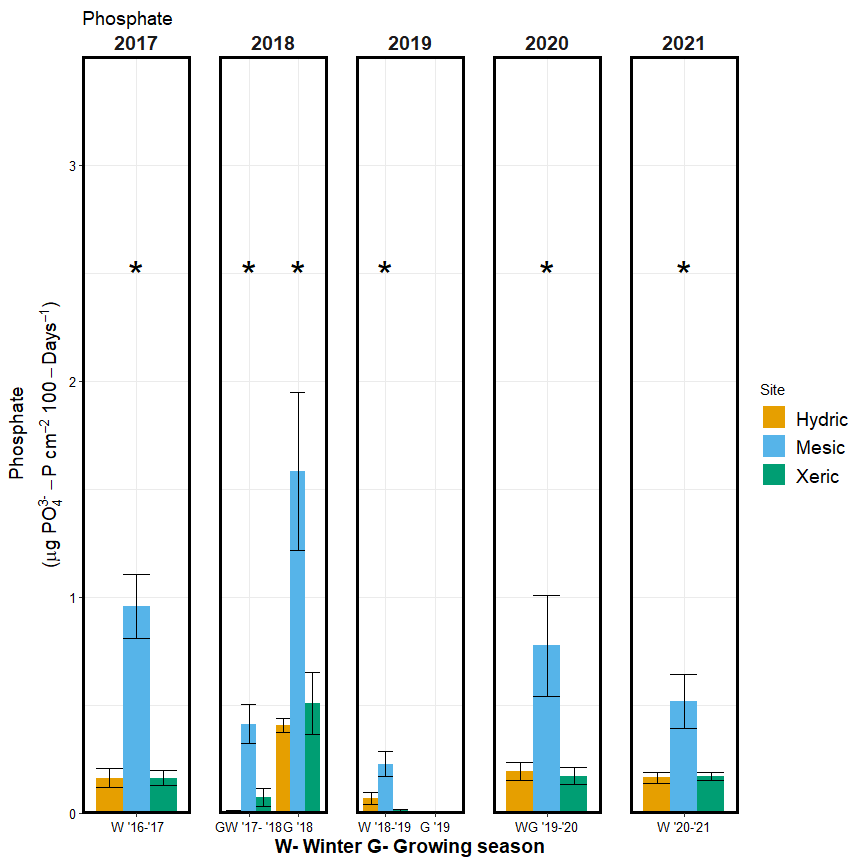 Phosphate
2017 2018 2019 2020 2021
3
2
1
0
* * * * *
Phosphate
(μg PO₄³⁻ – P cm⁻² 100 – Days⁻¹)
Site
Hydric
Mesic
Xeric
W '16-'17 GW '17- '18 G '18 W '18-'19 G '19 WG '19-'20 W '20-'21
W- Winter G- Growing season